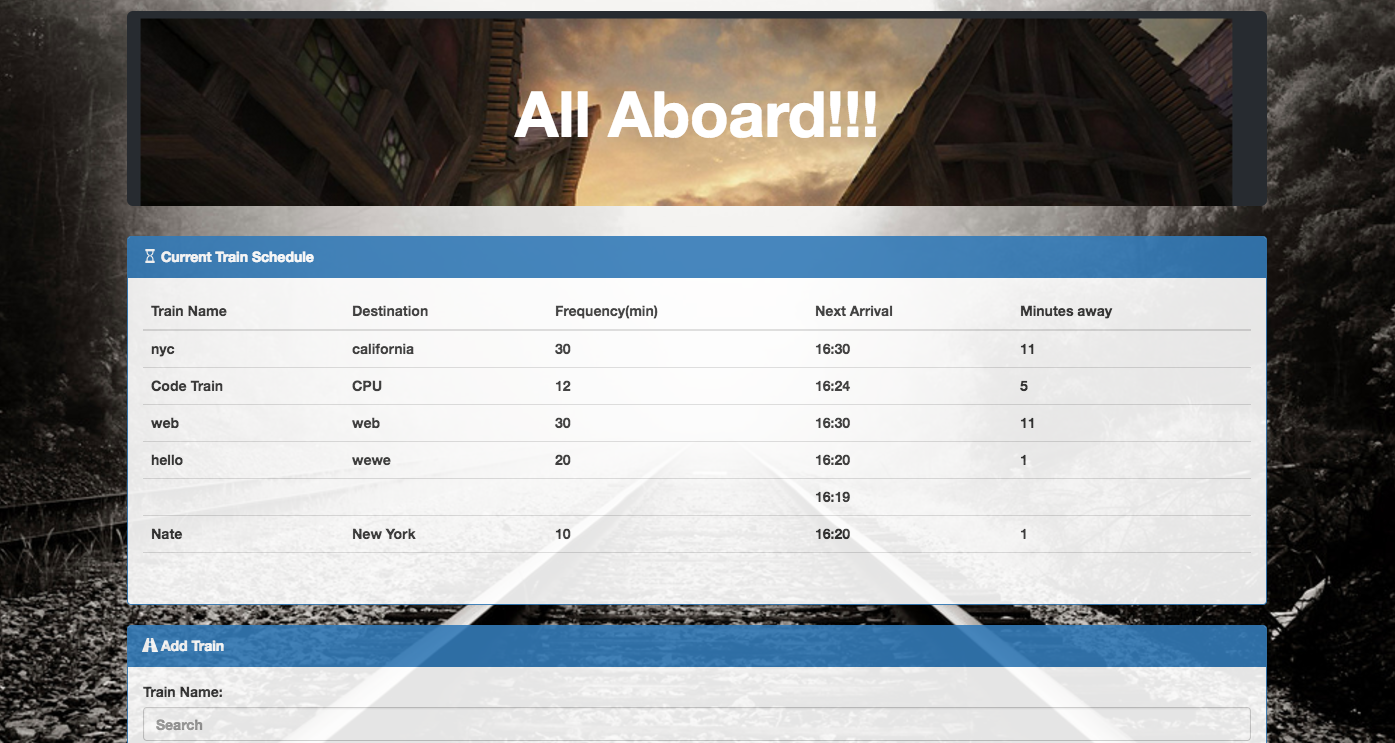 All Aboard!!!
Current Train Schedule
Train Name Destination Frequency(min) Next Arrival Minutes away
nyc california 30 16:30 11
Code Train CPU 12 16:24 5
web web 30 16:30 11
hello wewe 20 16:20 1
16:19
Nate New York 10 16:20 1
Add Train
Train Name:
Search